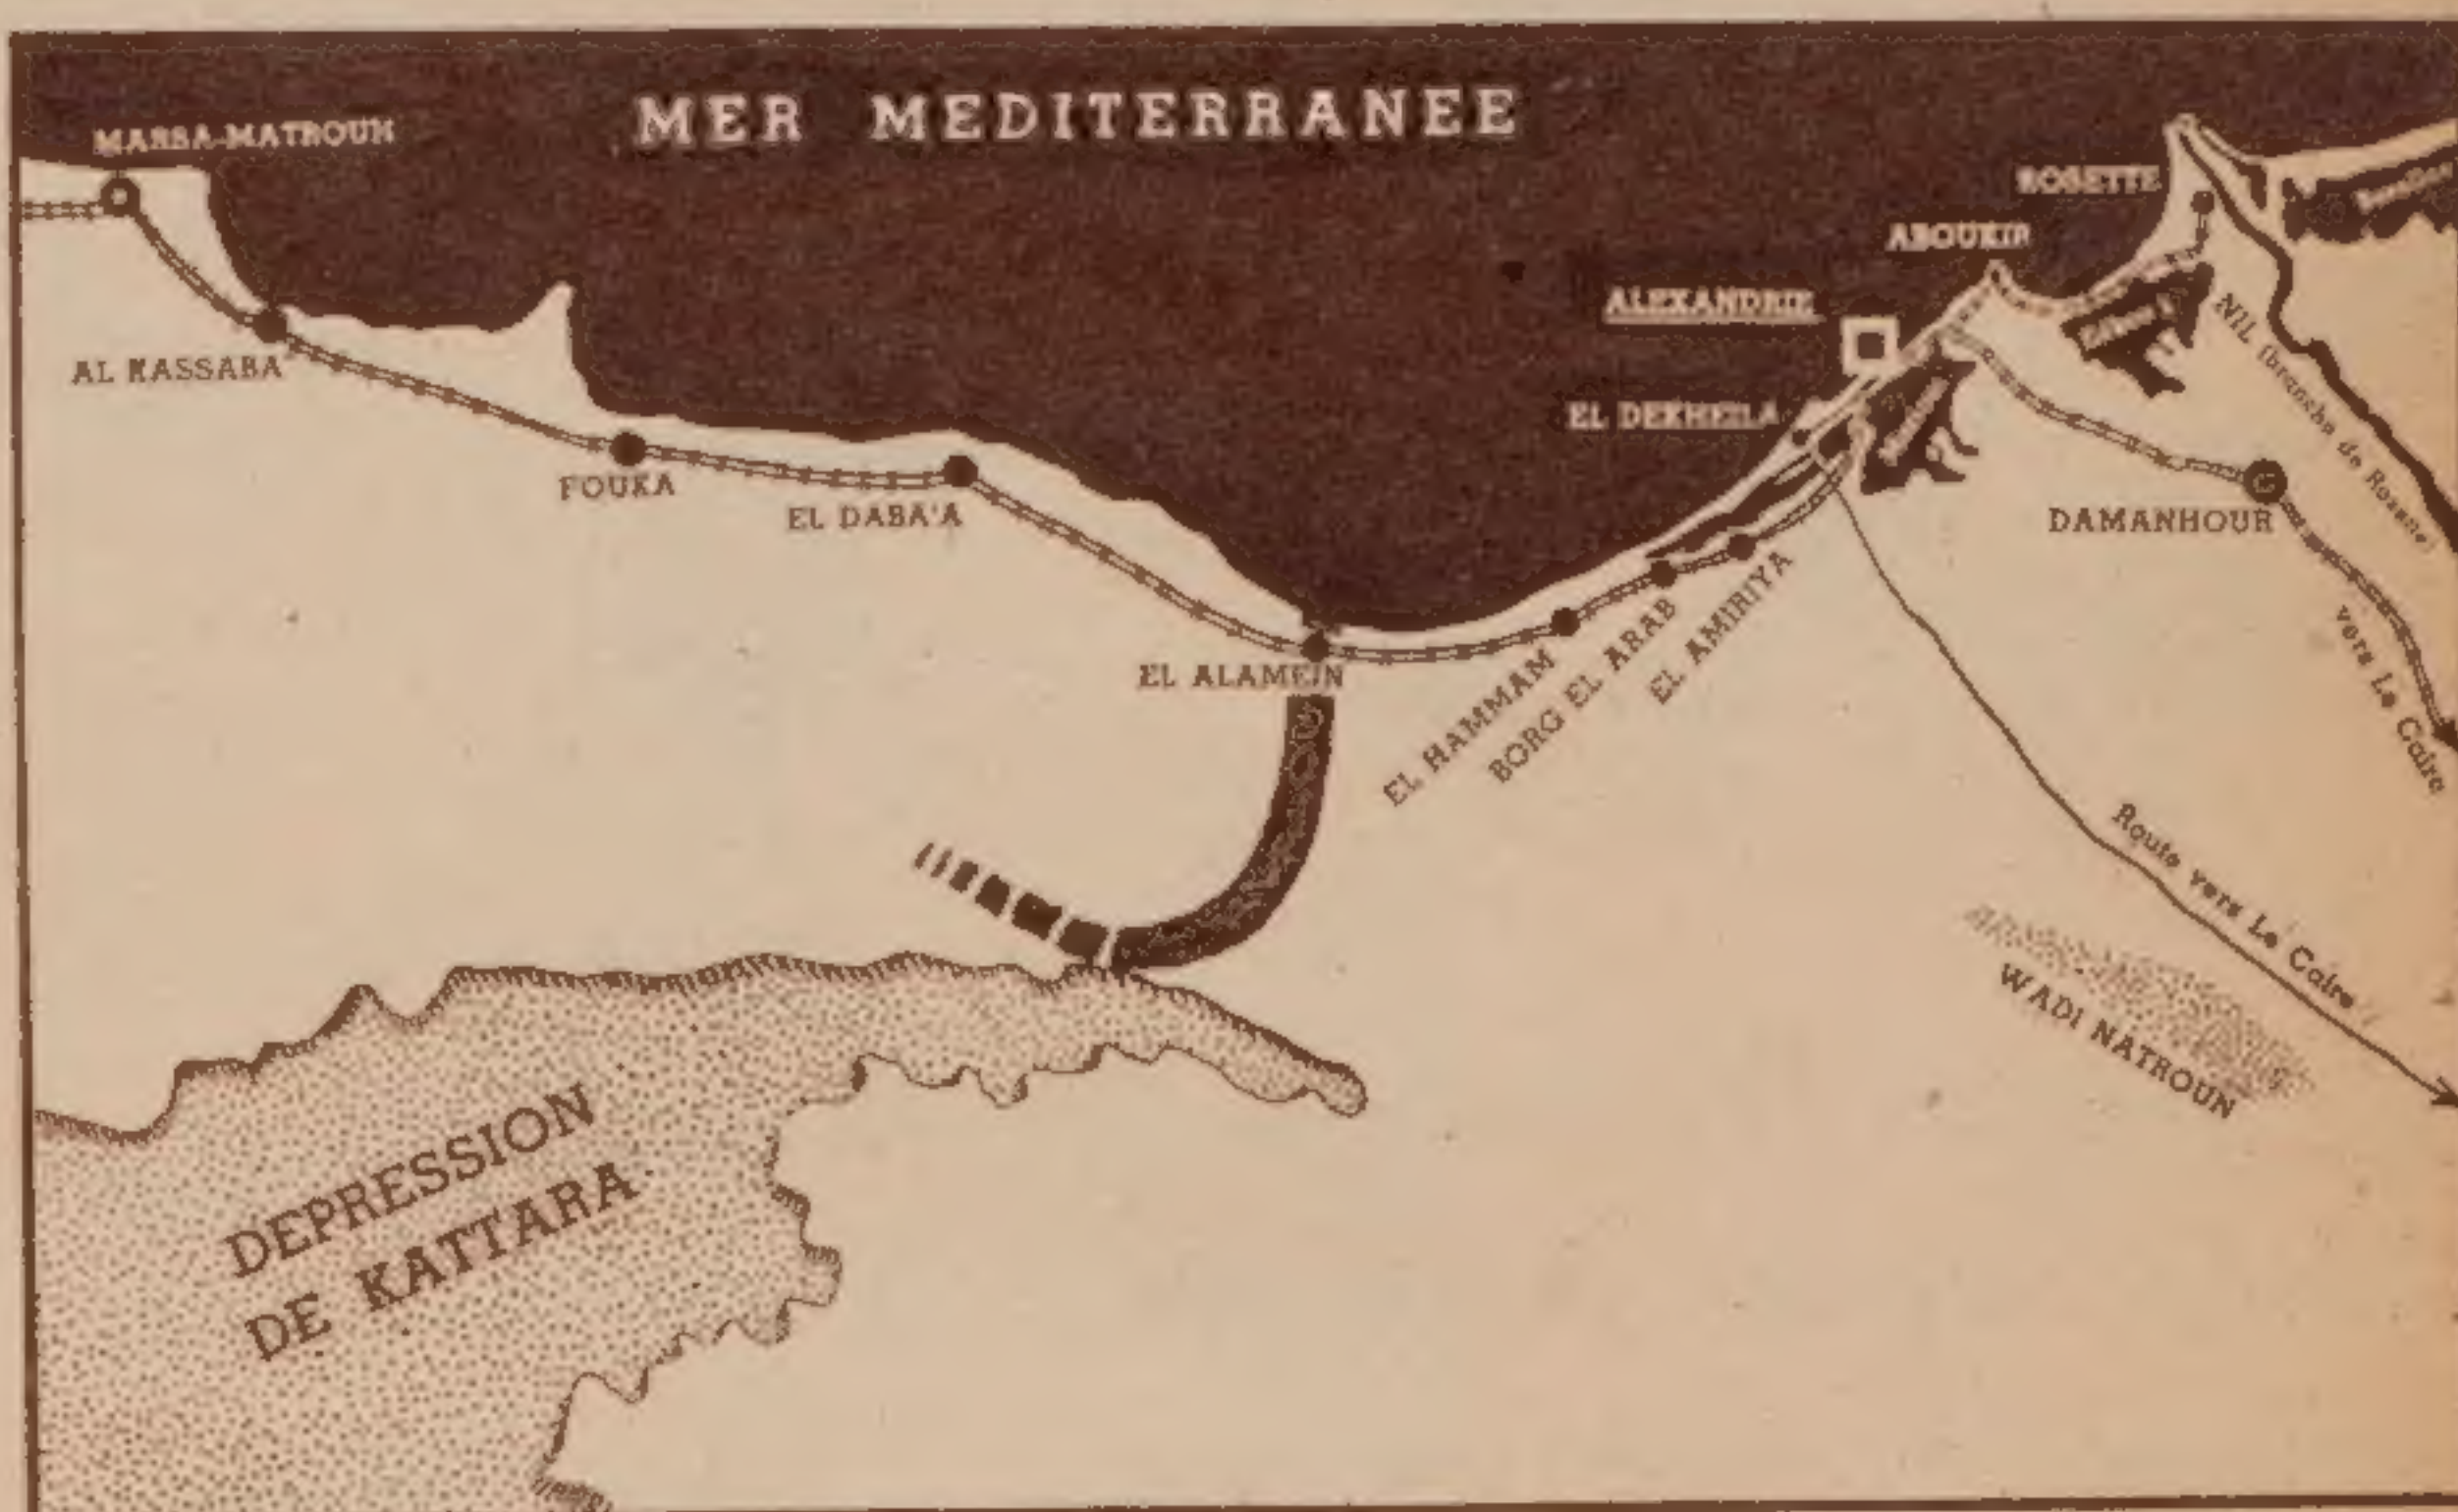 MER MEDITERRANEE
MARSA-MATROUH
ROSETTE
ABOUKIR
ALEXANDRIE
NIL (branche de Rosette)
AL KASSABA
EL DEKHEILA
FOUKA
EL DABA'A
DAMANHOUR
vers Le Caire
EL ALAMEIN
EL HAMMAM
BORG EL ARAB
EL AMIRIYA
Route vers Le Caire
WADI NATROUN
DEPRESSION
DE KATTARA